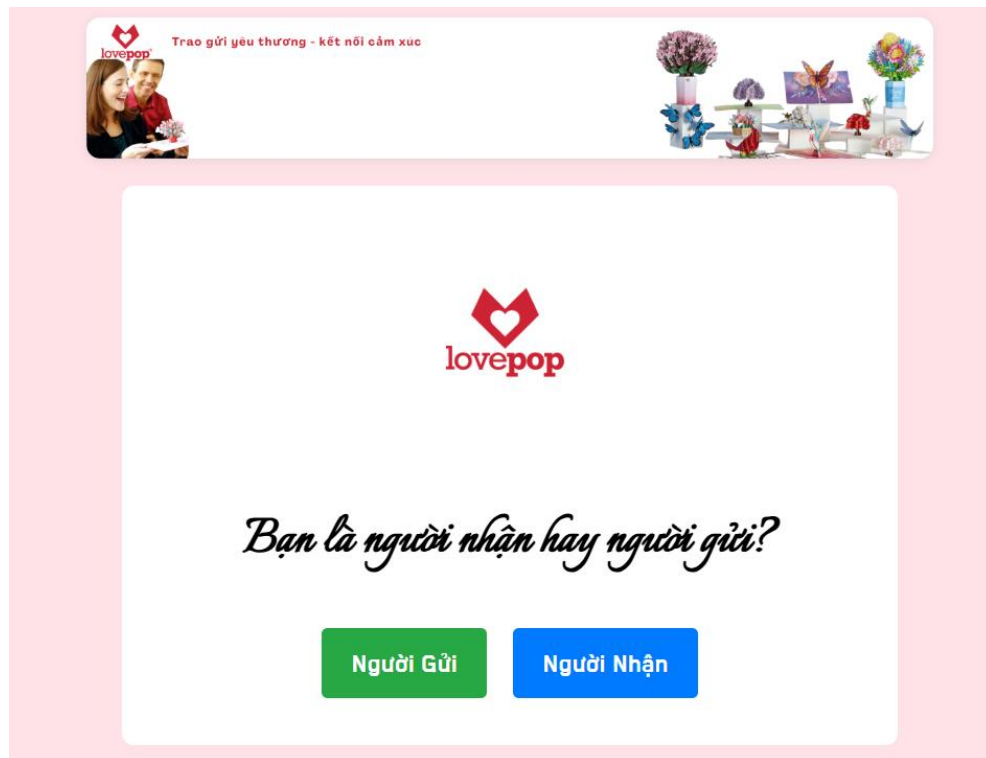 lovepop
Trao gửi yêu thương - kết nối cảm xúc
lovepop
Bạn là người nhận hay người gửi?
Người Gửi
Người Nhận